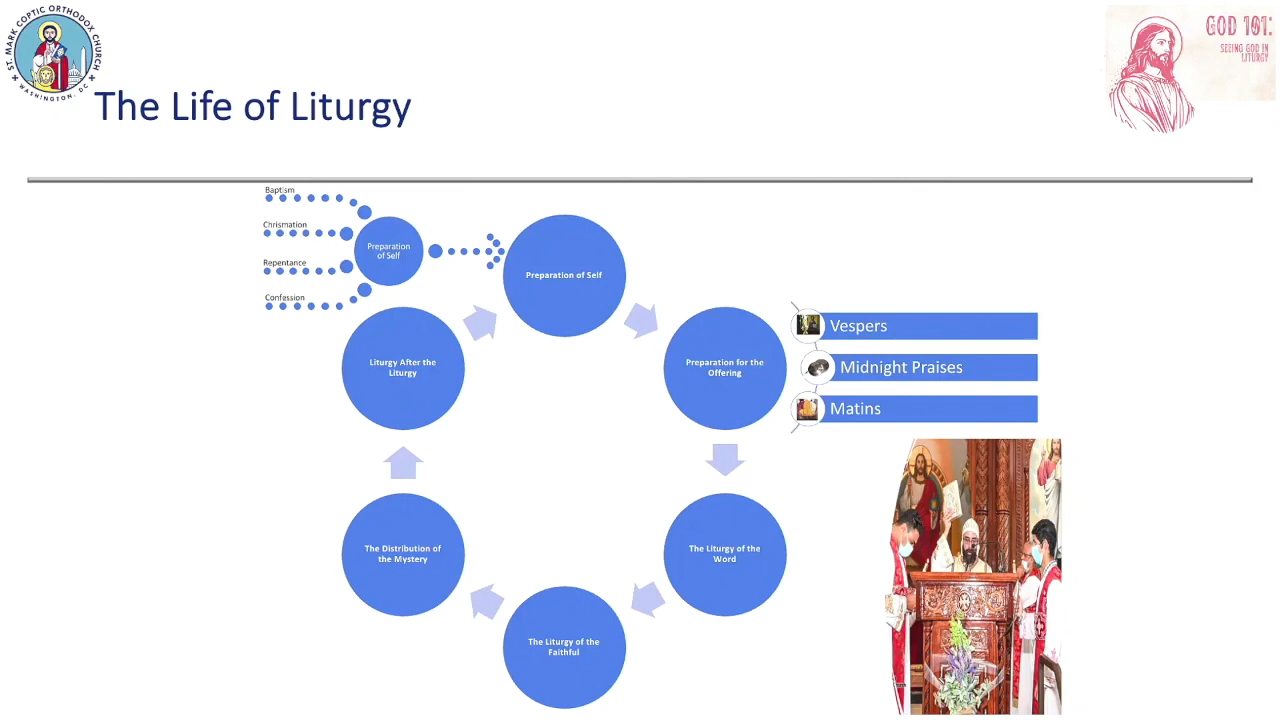 ST. MARK COPTIC ORTHODOX CHURCH
WASHINGTON, DC
GOD 101:
SEEING GOD IN
LITURGY
The Life of Liturgy
Baptism
Chrismation
Repentance
Confession
Preparation
of Self
Preparation of Self
Preparation for the
Offering
Vespers
Midnight Praises
Matins
The Liturgy of the
Word
The Liturgy of the
Faithful
The Distribution of
the Mystery
Liturgy After the
Liturgy